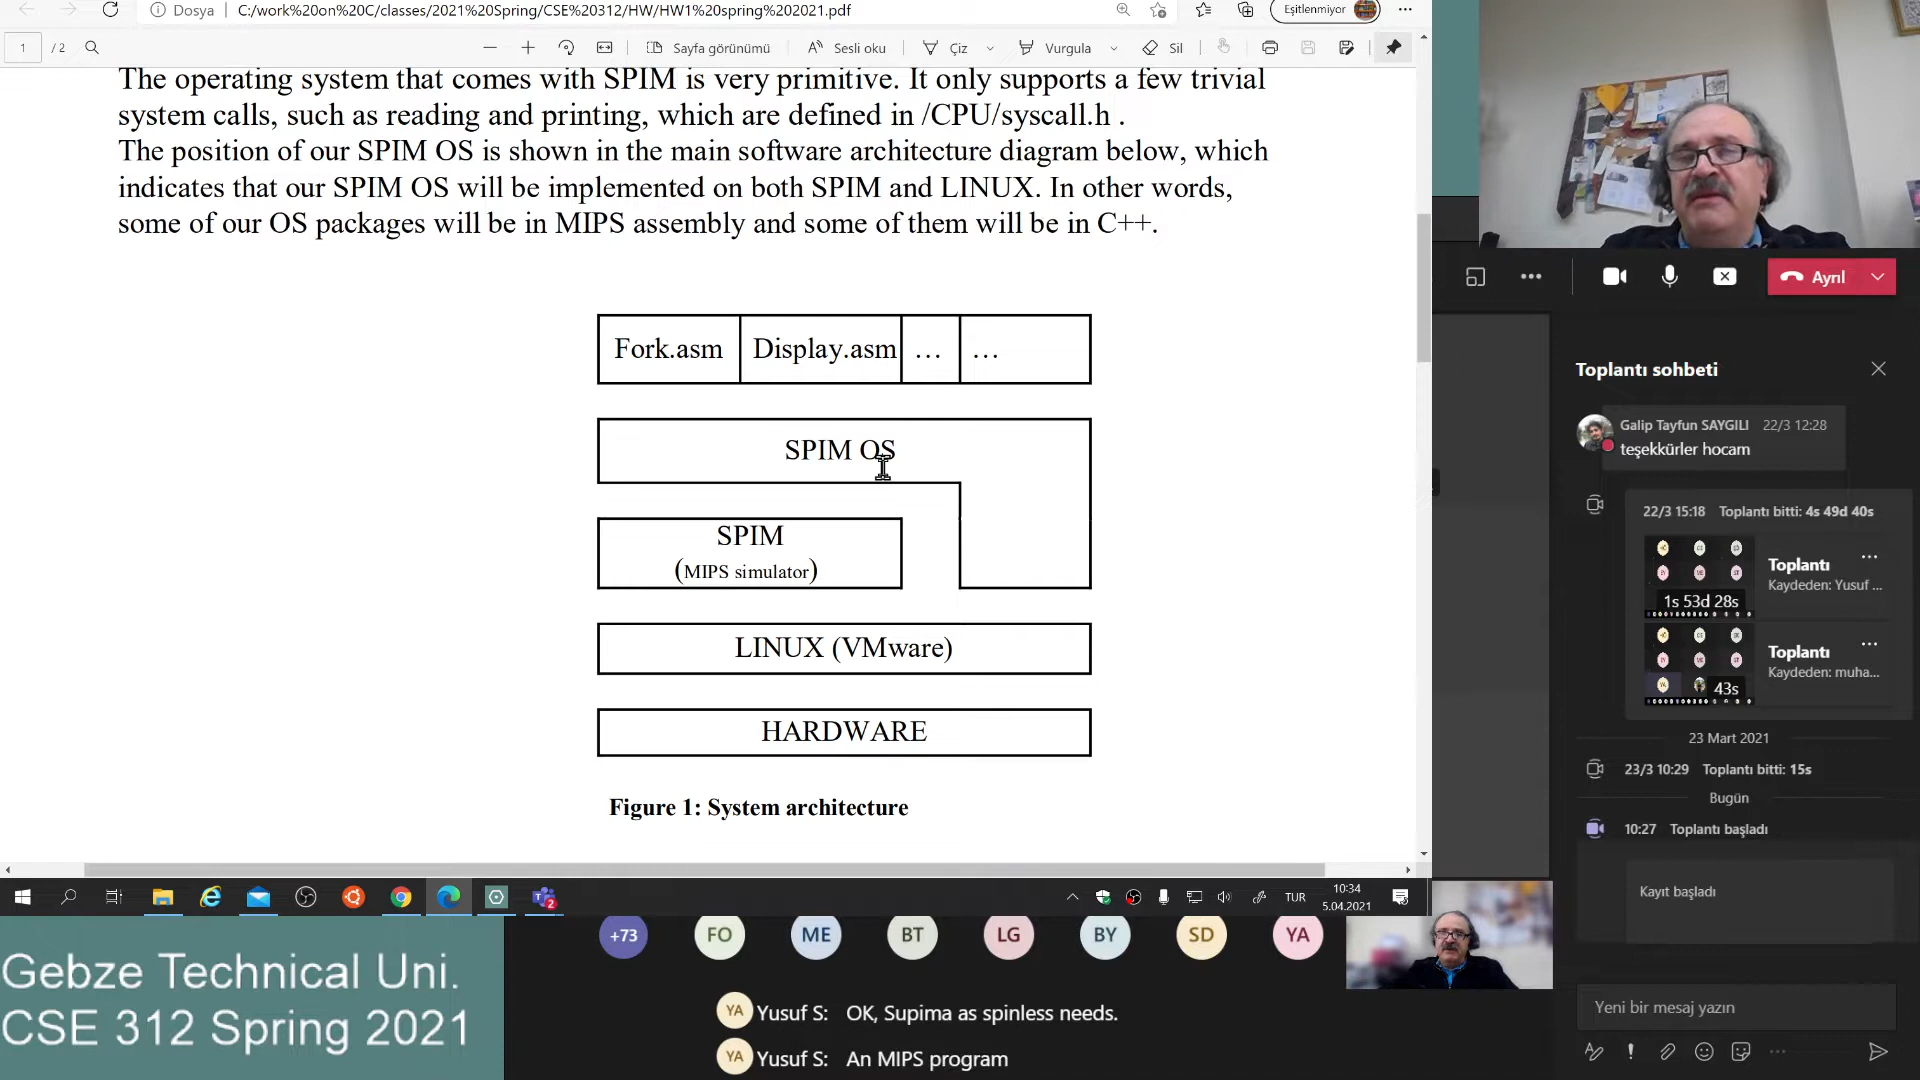 Dosya
C:/work%20on%20C/classes/2021%20Spring/CSE%20312/HW/HW1%20spring%202021.pdf
Eşitlenmiyor
1
/ 2
Sayfa görünümü
Sesli oku
Çiz
Vurgula
Sil
The operating system that comes with SPIM is very primitive. It only supports a few trivial
system calls, such as reading and printing, which are defined in /CPU/syscall.h .
The position of our SPIM OS is shown in the main software architecture diagram below, which
indicates that our SPIM OS will be implemented on both SPIM and LINUX. In other words,
some of our OS packages will be in MIPS assembly and some of them will be in C++.
Fork.asm
Display.asm
…
…
SPIM OS
SPIM
(MIPS simulator)
LINUX (VMware)
HARDWARE
Figure 1: System architecture
TUR
10:34
5.04.2021
2
Ayrıl
Toplantı sohbeti
Galip Tayfun SAYGILI 22/3 12:28
teşekkürler hocam
22/3 15:18 Toplantı bitti: 4s 49d 40s
Toplantı
Kaydeden: Yusuf ...
1s 53d 28s
Toplantı
Kaydeden: muha...
43s
23 Mart 2021
23/3 10:29 Toplantı bitti: 15s
Bugün
10:27 Toplantı başladı
Kayıt başladı
Yeni bir mesaj yazın
Gebze Technical Uni.
CSE 312 Spring 2021
+73
FO
ME
BT
LG
BY
SD
YA
YA Yusuf S: OK, Supima as spinless needs.
YA Yusuf S: An MIPS program